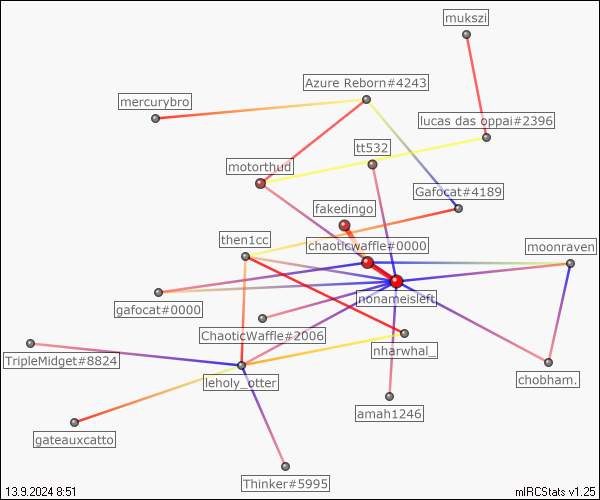 mukszi
Azure Reborn#4243
mercurybro
lucas das oppai#2396
tt532
motorthud
Gafocat#4189
fakedingo
then1cc
chaoticwaffle#0000
moonraven
nonameisleft
gafocat#0000
ChaoticWaffle#2006
nharwhal_
TripleMidget#8824
chobham.
leholy_otter
amah1246
gateauxcatto
Thinker#5995
13.9.2024 8:51
mIRCStats v1.25